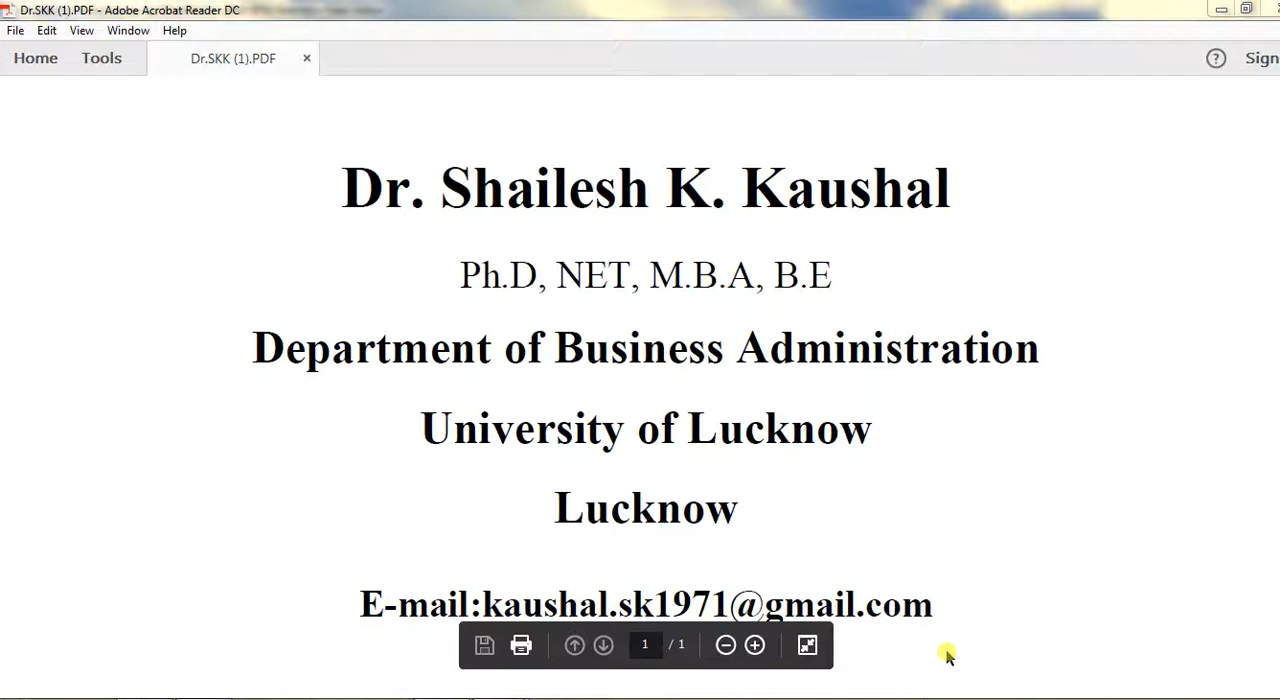 Dr.SKK (1).PDF - Adobe Acrobat Reader DC
File Edit View Window Help
Home Tools Dr.SKK (1).PDF × ? Sign
Dr. Shailesh K. Kaushal
Ph.D, NET, M.B.A, B.E
Department of Business Administration
University of Lucknow
Lucknow
E-mail:kaushal.sk1971@gmail.com
1 / 1